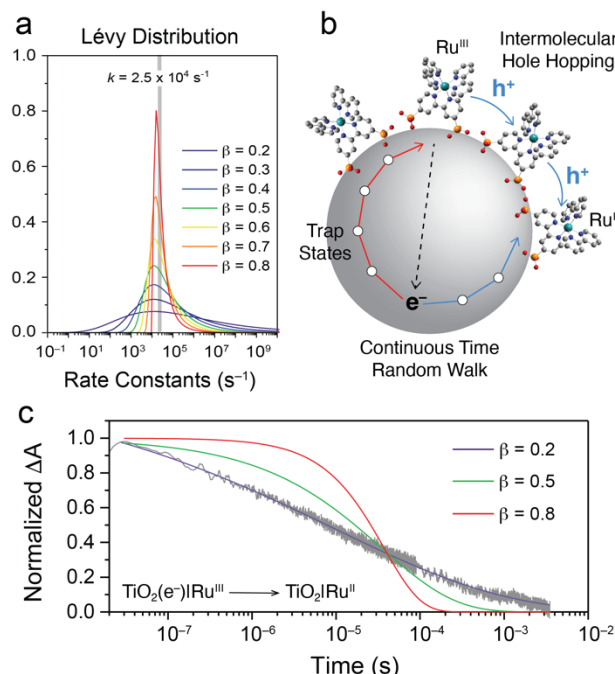 a
Lévy Distribution
k = 2.5 x 10⁴ s⁻¹
1.0
0.8
0.6
0.4
0.2
0.0
β = 0.2
β = 0.3
β = 0.4
β = 0.5
β = 0.6
β = 0.7
β = 0.8
10⁻¹ 10¹ 10³ 10⁵ 10⁷ 10⁹
Rate Constants (s⁻¹)
b
Ruᴵᴵᴵ
Intermolecular
Hole Hopping
h⁺
h⁺
Trap
States
e⁻
Continuous Time
Random Walk
c
Normalized ΔA
1.0
0.8
0.6
0.4
0.2
0.0
β = 0.2
β = 0.5
β = 0.8
TiO₂(e⁻)|Ruᴵᴵᴵ ⟶ TiO₂|Ruᴵᴵ
10⁻⁷ 10⁻⁶ 10⁻⁵ 10⁻⁴ 10⁻³ 10⁻²
Time (s)